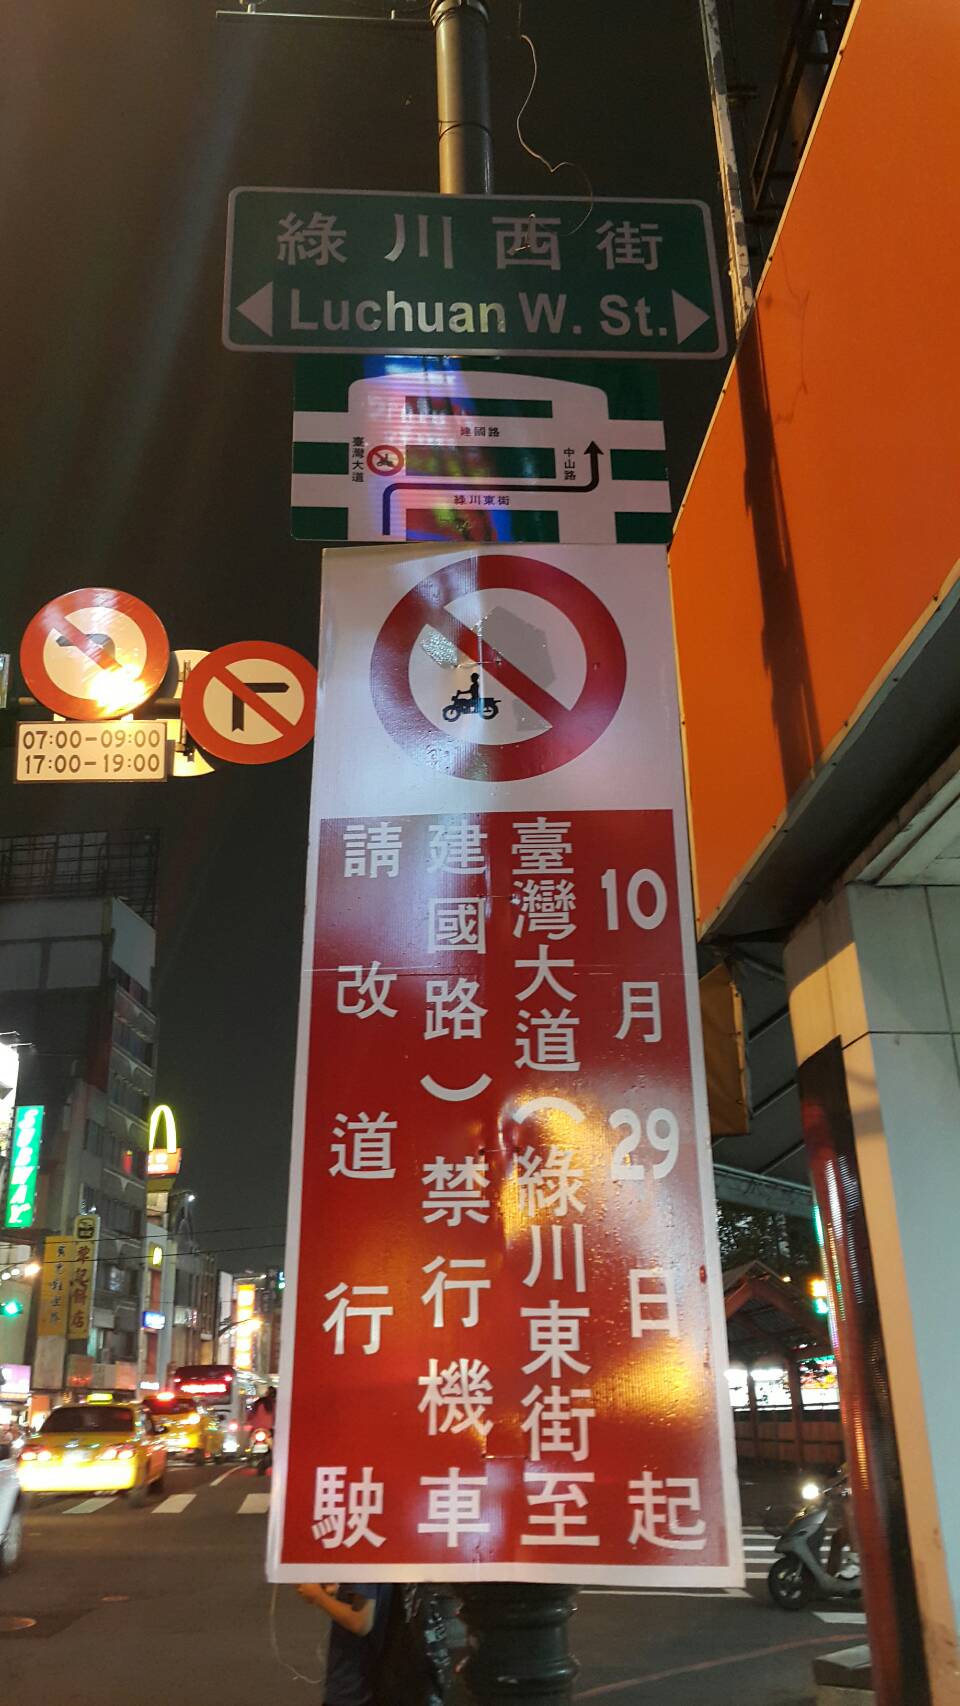 綠川西街
Luchuan W. St.
建國路
臺灣大道
中山路
綠川東街
07:00-09:00
17:00-19:00
10月29日起
臺灣大道(綠川東街至
建國路)禁行機車
請改道行駛
SUBWAY